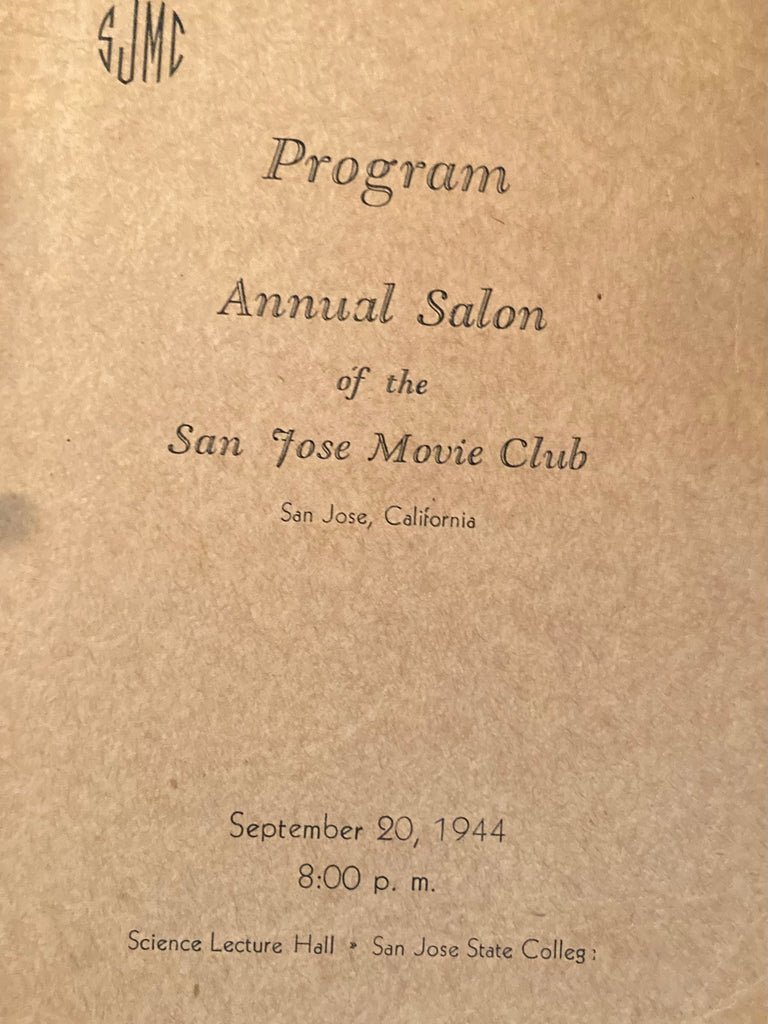 SJMC
Program
Annual Salon
of the
San Jose Movie Club
San Jose, California
September 20, 1944
8:00 p. m.
Science Lecture Hall • San Jose State College